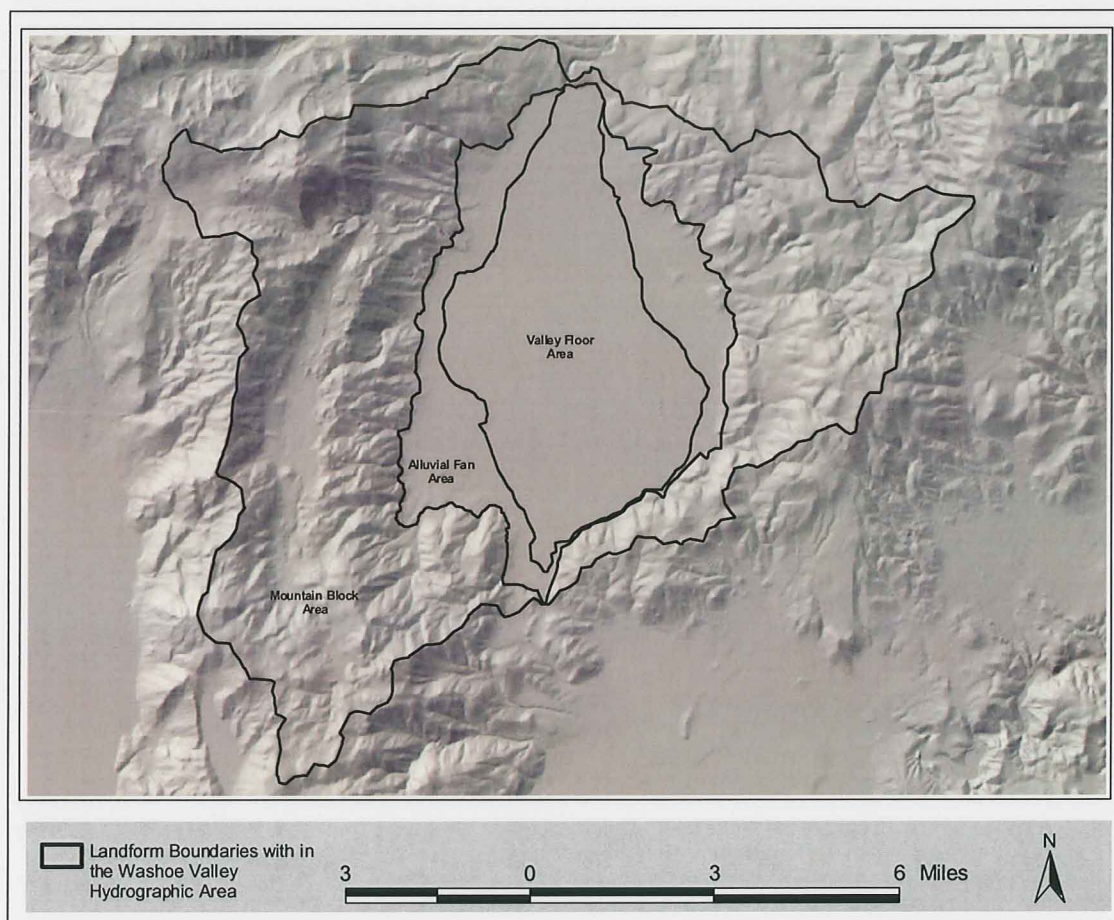 Valley Floor
Area
Alluvial Fan
Area
Mountain Block
Area
Landform Boundaries with in
the Washoe Valley
Hydrographic Area
3 0 3 6 Miles
N